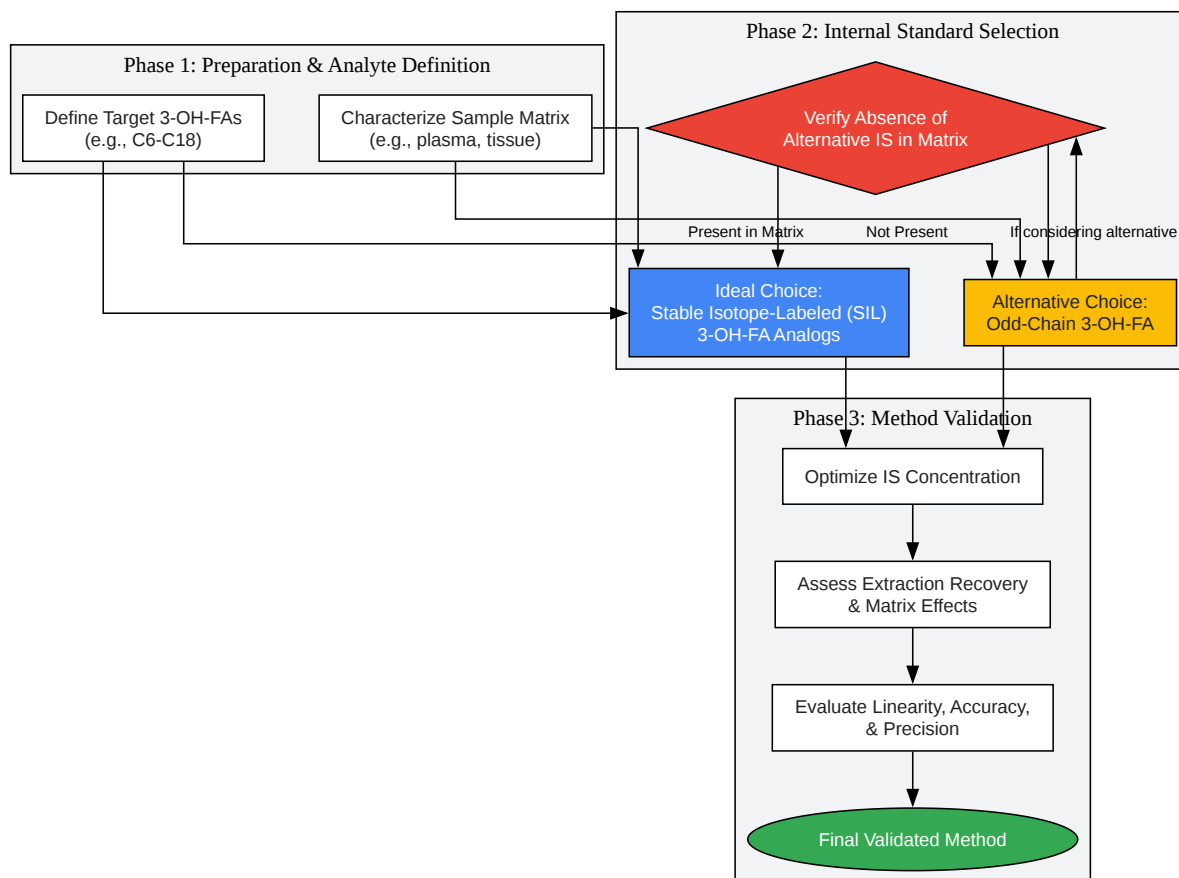 Phase 1: Preparation & Analyte Definition
Define Target 3-OH-FAs
(e.g., C6-C18)
Characterize Sample Matrix
(e.g., plasma, tissue)
Phase 2: Internal Standard Selection
Verify Absence of
Alternative IS in Matrix
Present in Matrix
Not Present
If considering alternative
Ideal Choice:
Stable Isotope-Labeled (SIL)
3-OH-FA Analogs
Alternative Choice:
Odd-Chain 3-OH-FA
Phase 3: Method Validation
Optimize IS Concentration
Assess Extraction Recovery
& Matrix Effects
Evaluate Linearity, Accuracy,
& Precision
Final Validated Method